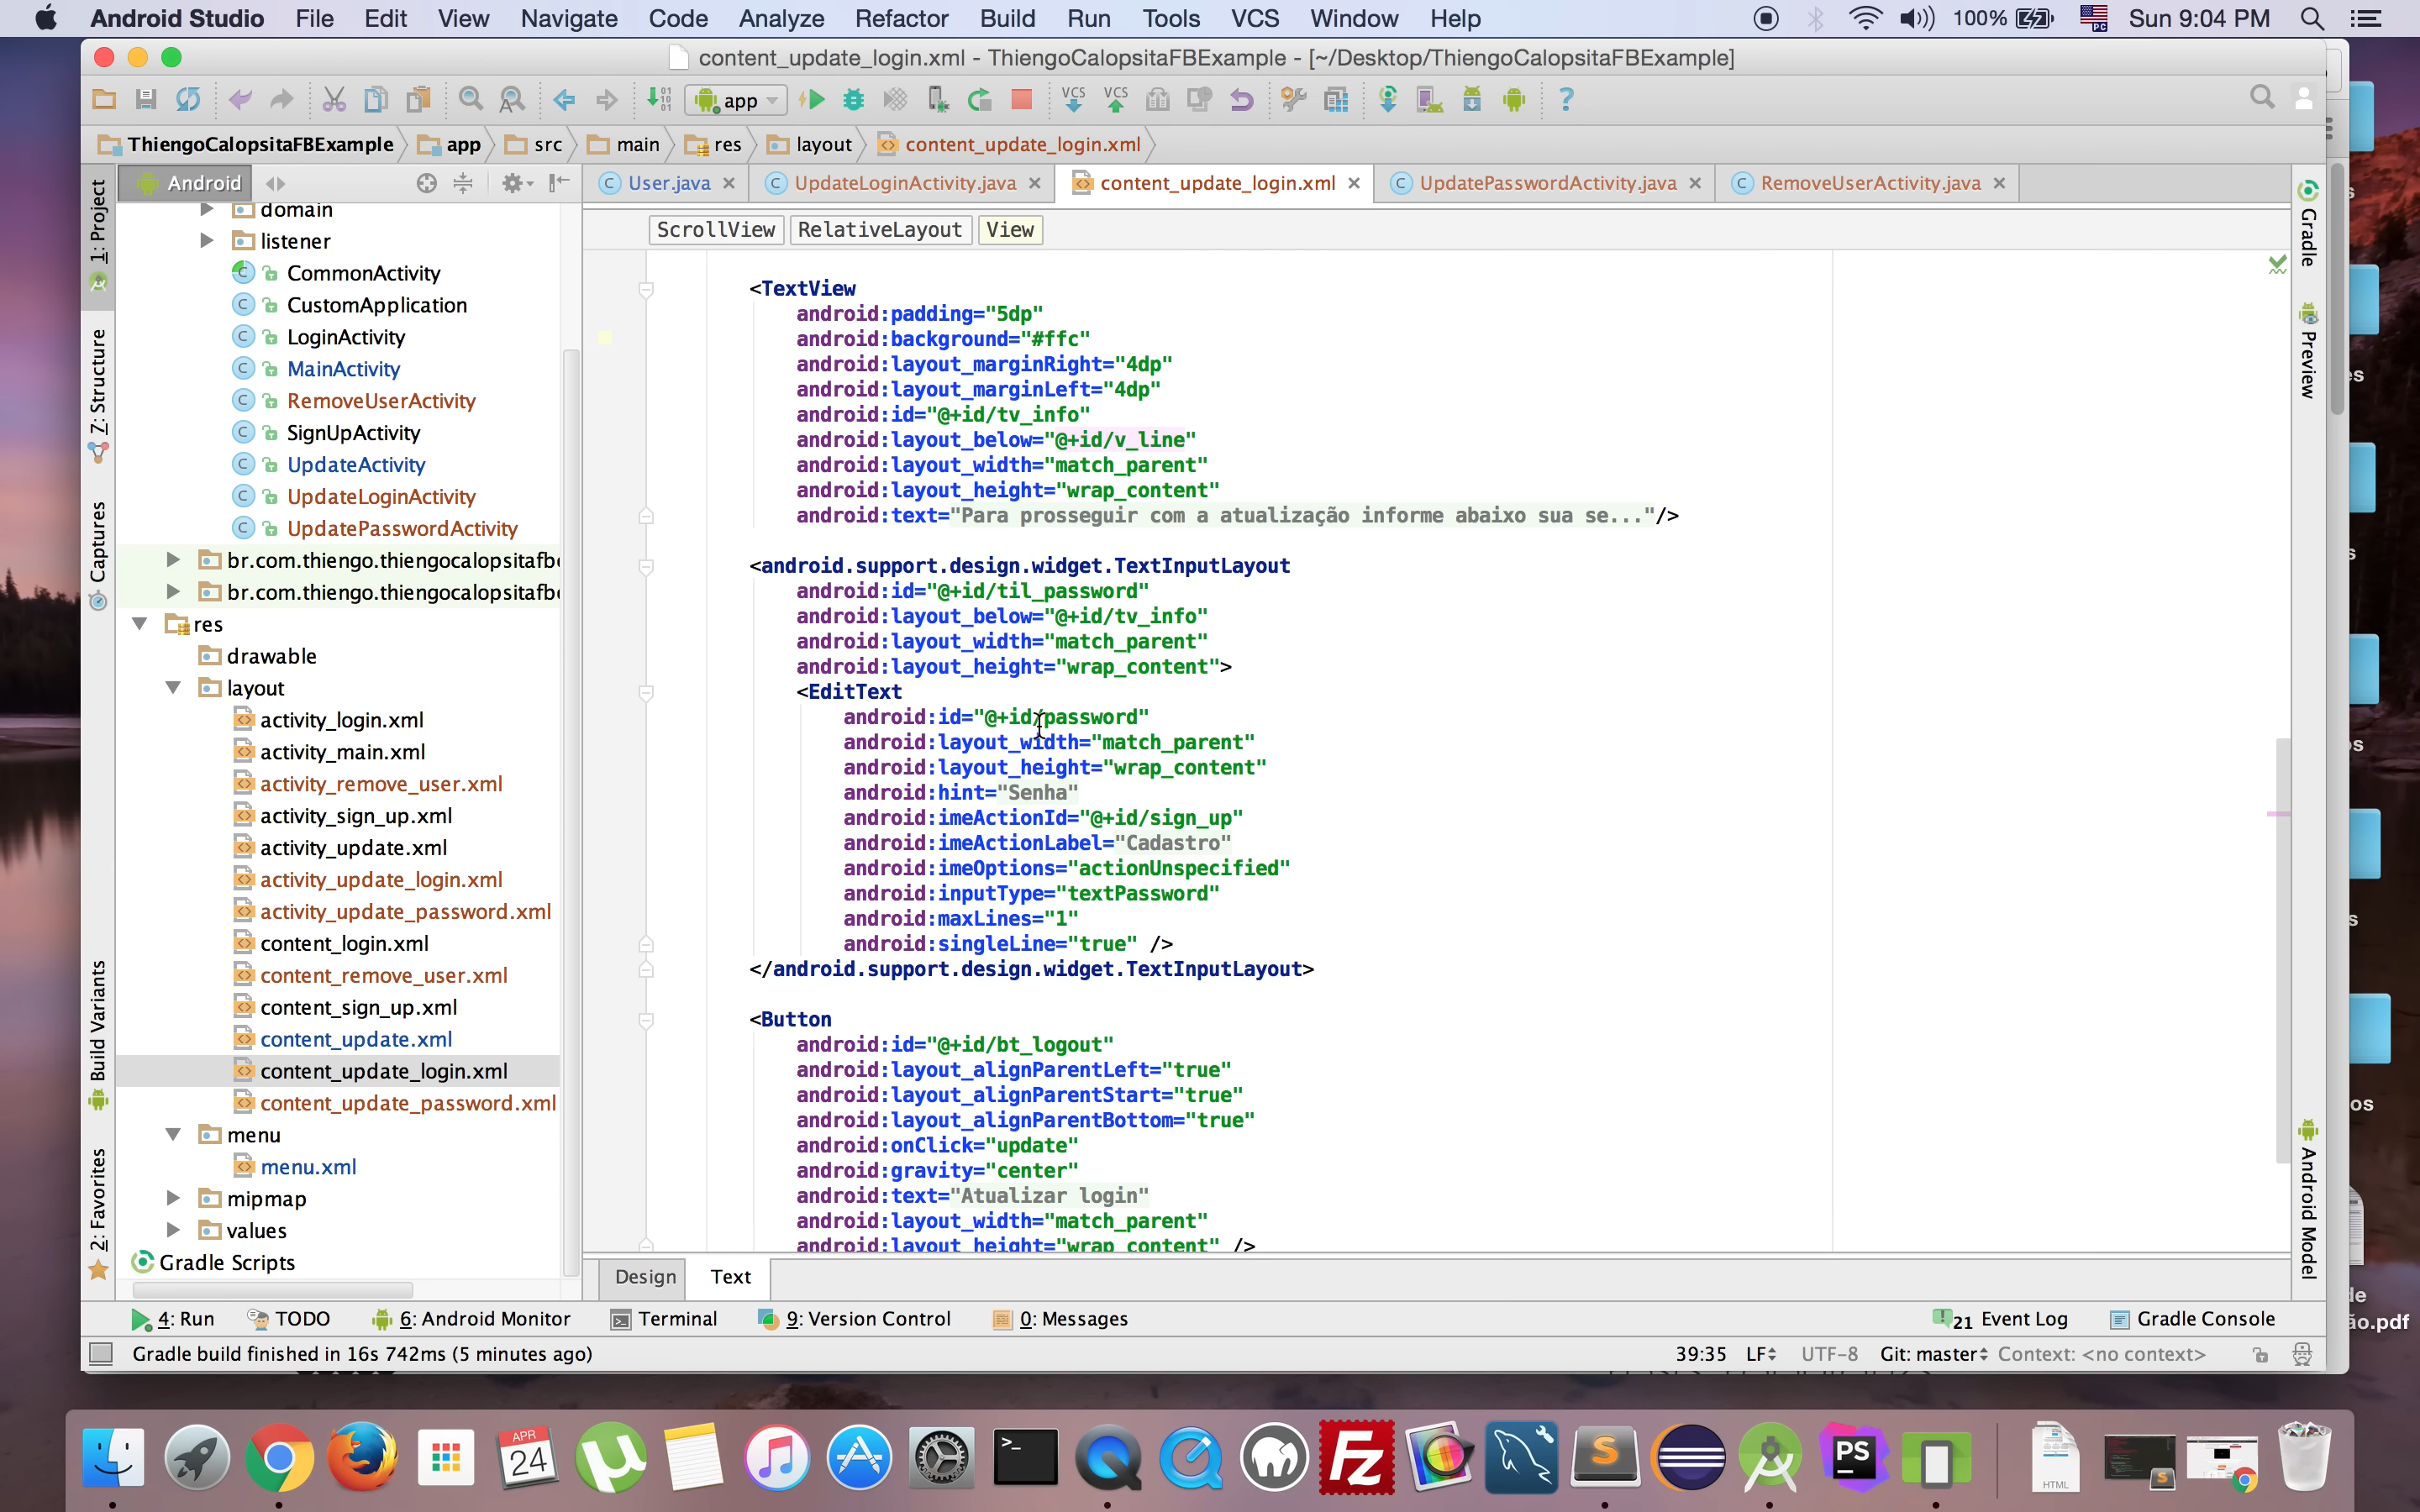 Android Studio File Edit View Navigate Code Analyze Refactor Build Run Tools VCS Window Help 100% Sun 9:04 PM
content_update_login.xml - ThiengoCalopsitaFBExample - [~/Desktop/ThiengoCalopsitaFBExample]
app VCS VCS ?
ThiengoCalopsitaFBExample app src main res layout content_update_login.xml
Android User.java UpdateLoginActivity.java content_update_login.xml UpdatePasswordActivity.java RemoveUserActivity.java
ScrollView RelativeLayout View
1: Project
7: Structure
Captures
Build Variants
2: Favorites
domain
listener
CommonActivity
CustomApplication
LoginActivity
MainActivity
RemoveUserActivity
SignUpActivity
UpdateActivity
UpdateLoginActivity
UpdatePasswordActivity
br.com.thiengo.thiengocalopsitafb
br.com.thiengo.thiengocalopsitafb
res
drawable
layout
activity_login.xml
activity_main.xml
activity_remove_user.xml
activity_sign_up.xml
activity_update.xml
activity_update_login.xml
activity_update_password.xml
content_login.xml
content_remove_user.xml
content_sign_up.xml
content_update.xml
content_update_login.xml
content_update_password.xml
menu
menu.xml
mipmap
values
Gradle Scripts
<TextView
android:padding="5dp"
android:background="#ffc"
android:layout_marginRight="4dp"
android:layout_marginLeft="4dp"
android:id="@+id/tv_info"
android:layout_below="@+id/v_line"
android:layout_width="match_parent"
android:layout_height="wrap_content"
android:text="Para prosseguir com a atualização informe abaixo sua se..."/>
<android.support.design.widget.TextInputLayout
android:id="@+id/til_password"
android:layout_below="@+id/tv_info"
android:layout_width="match_parent"
android:layout_height="wrap_content">
<EditText
android:id="@+id/password"
android:layout_width="match_parent"
android:layout_height="wrap_content"
android:hint="Senha"
android:imeActionId="@+id/sign_up"
android:imeActionLabel="Cadastro"
android:imeOptions="actionUnspecified"
android:inputType="textPassword"
android:maxLines="1"
android:singleLine="true" />
</android.support.design.widget.TextInputLayout>
<Button
android:id="@+id/bt_logout"
android:layout_alignParentLeft="true"
android:layout_alignParentStart="true"
android:layout_alignParentBottom="true"
android:onClick="update"
android:gravity="center"
android:text="Atualizar login"
android:layout_width="match_parent"
android:layout_height="wrap_content" />
Gradle
Preview
Android Model
Design Text
4: Run TODO 6: Android Monitor Terminal 9: Version Control 0: Messages 21 Event Log Gradle Console
Gradle build finished in 16s 742ms (5 minutes ago) 39:35 LF UTF-8 Git: master Context: <no context>
ão.pdf
APR
24
Fz
S
PS
HTML